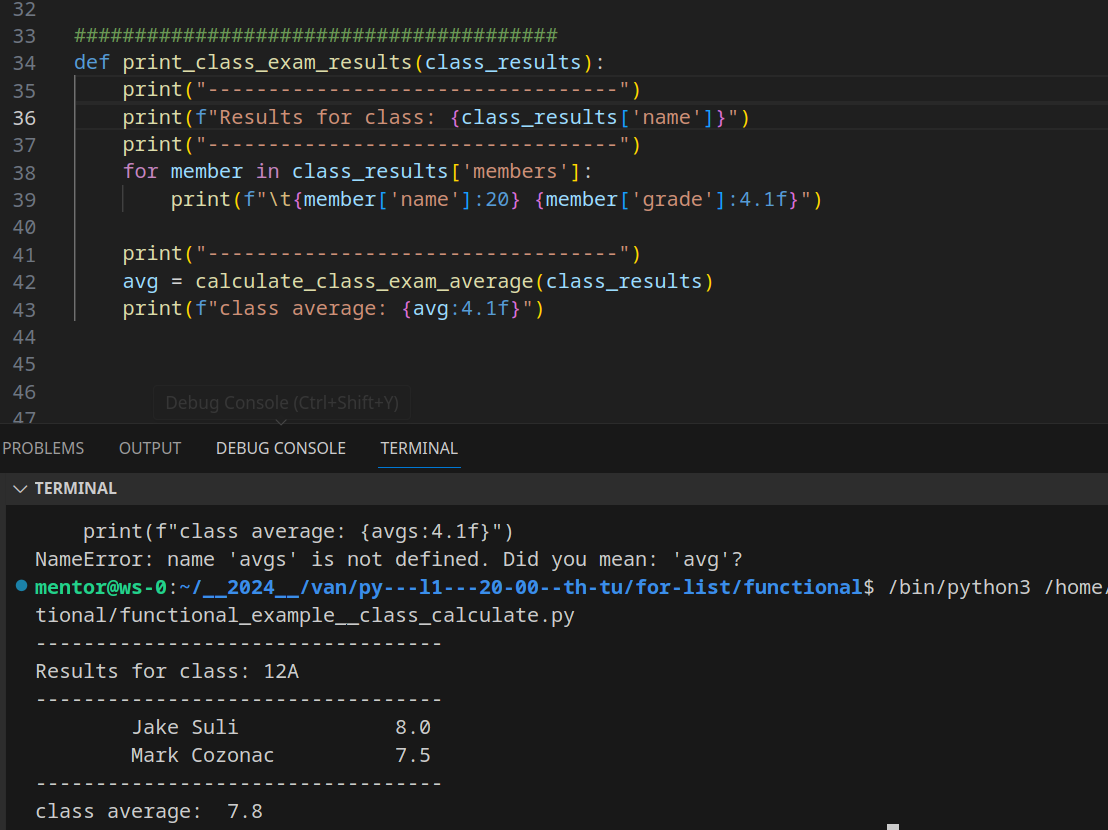 32
33 ########################################
34 def print_class_exam_results(class_results):
35     print("----------------------------------")
36     print(f"Results for class: {class_results['name']}")
37     print("----------------------------------")
38     for member in class_results['members']:
39         print(f"\t{member['name']:20} {member['grade']:4.1f}")
40
41     print("----------------------------------")
42     avg = calculate_class_exam_average(class_results)
43     print(f"class average: {avg:4.1f}")
44
45
46
Debug Console (Ctrl+Shift+Y)
47
PROBLEMS OUTPUT DEBUG CONSOLE TERMINAL
TERMINAL
    print(f"class average: {avgs:4.1f}")
NameError: name 'avgs' is not defined. Did you mean: 'avg'?
mentor@ws-0:~/__2024__/van/py---l1---20-00--th-tu/for-list/functional$ /bin/python3 /home/
tional/functional_example__class_calculate.py
----------------------------------
Results for class: 12A
----------------------------------
        Jake Suli             8.0
        Mark Cozonac          7.5
----------------------------------
class average:  7.8